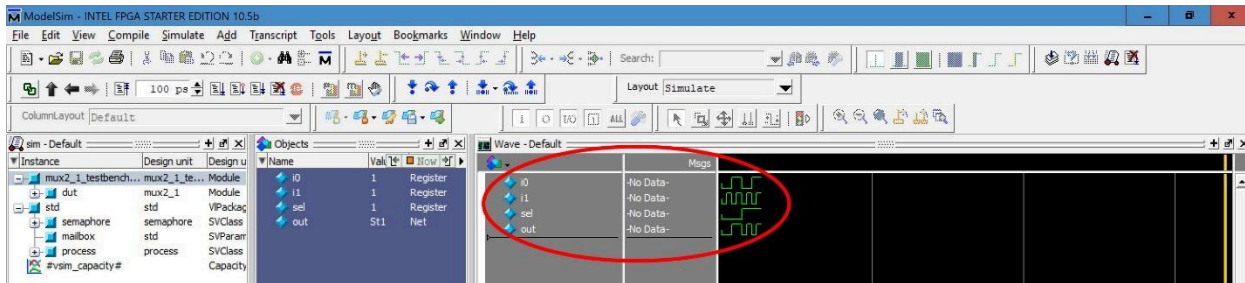 ModelSim - INTEL FPGA STARTER EDITION 10.5b
File Edit View Compile Simulate Add Transcript Tools Layout Bookmarks Window Help
Search:
100 ps
Layout Simulate
ColumnLayout Default
ALL
sim - Default
Instance Design unit Design u
mux2_1_testbench... mux2_1_te... Module
dut mux2_1 Module
std std VIPackag
semaphore semaphore SVClass
mailbox std SVParam
process process SVClass
#vsim_capacity# Capacity
Objects
Name Val Now
i0 1 Register
i1 1 Register
sel 1 Register
out St1 Net
Wave - Default
Msgs
i0 -No Data-
i1 -No Data-
sel -No Data-
out -No Data-